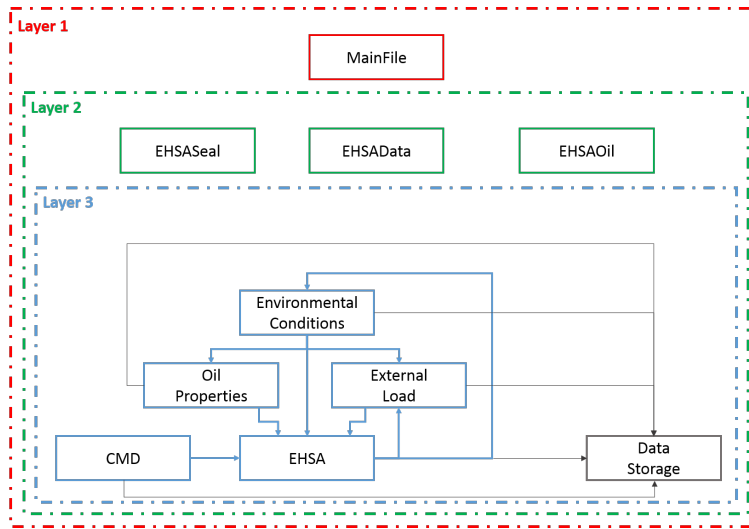 Layer 1
MainFile
Layer 2
EHSASeal
EHSAData
EHSAOil
Layer 3
Environmental
Conditions
Oil
Properties
External
Load
CMD
EHSA
Data
Storage